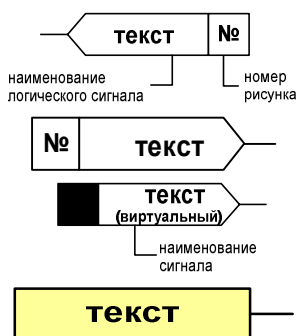 текст №
наименование логического сигнала
номер рисунка
№ текст
текст
(виртуальный)
наименование сигнала
текст